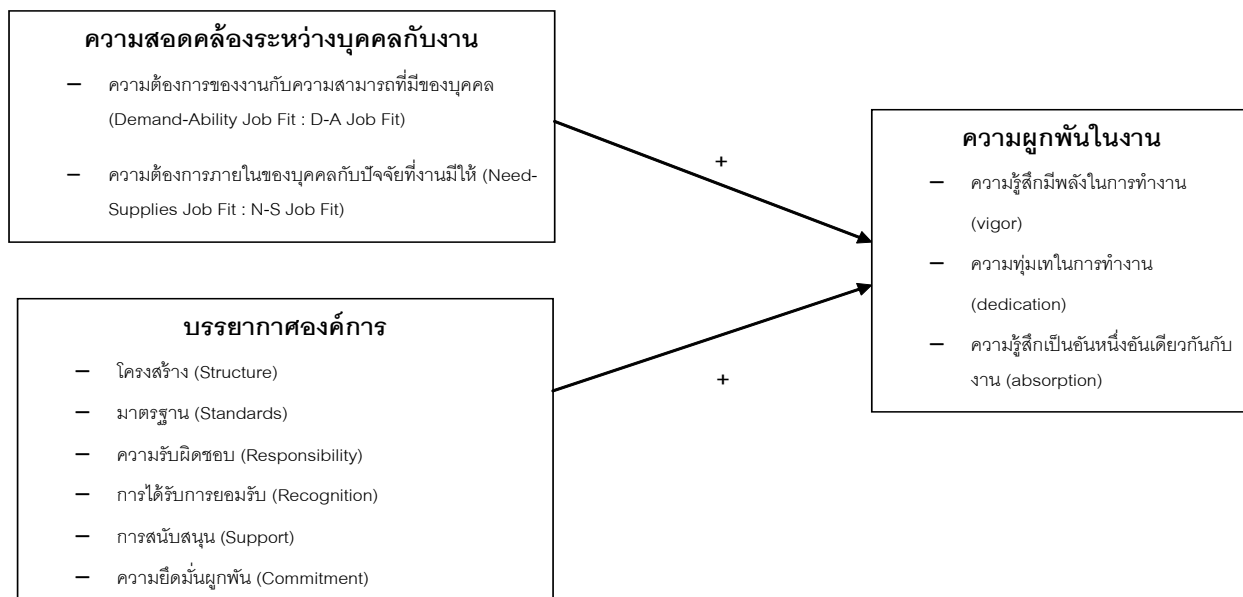 ความสอดคล้องระหว่างบุคคลกับงาน
– ความต้องการของงานกับความสามารถที่มีของบุคคล
(Demand-Ability Job Fit : D-A Job Fit)
– ความต้องการภายในของบุคคลกับปัจจัยที่งานมีให้ (Need-
Supplies Job Fit : N-S Job Fit)
+
ความผูกพันในงาน
– ความรู้สึกมีพลังในการทำงาน
(vigor)
– ความทุ่มเทในการทำงาน
(dedication)
– ความรู้สึกเป็นอันหนึ่งอันเดียวกันกับ
งาน (absorption)
บรรยากาศองค์การ
– โครงสร้าง (Structure)
– มาตรฐาน (Standards)
– ความรับผิดชอบ (Responsibility)
– การได้รับการยอมรับ (Recognition)
– การสนับสนุน (Support)
– ความยึดมั่นผูกพัน (Commitment)
+